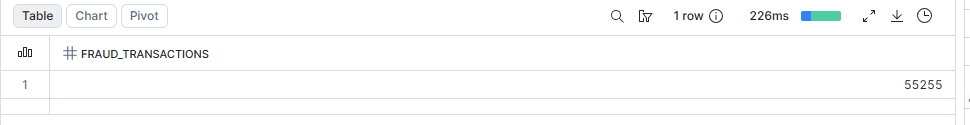 Table Chart Pivot 1 row 226ms
FRAUD_TRANSACTIONS
1 55255